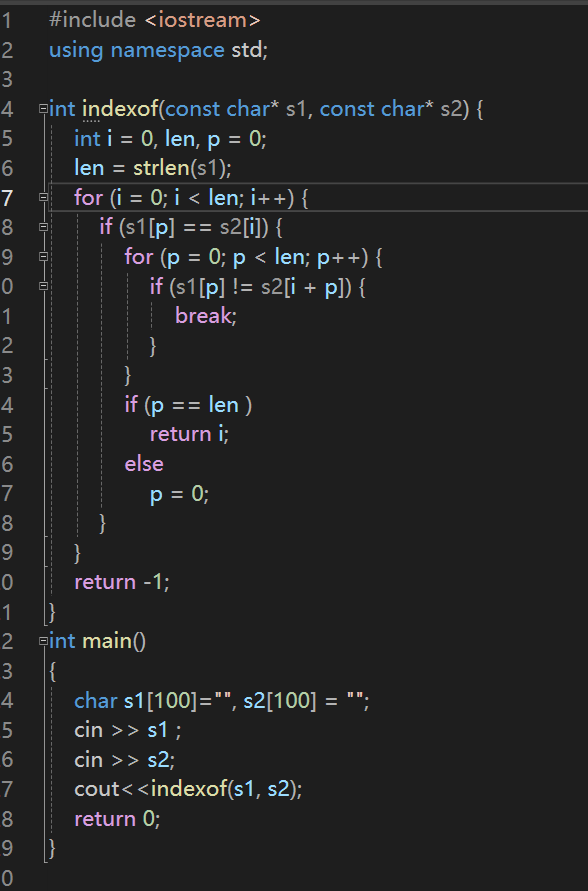 1 #include <iostream>
2 using namespace std;
3
4 int indexof(const char* s1, const char* s2) {
5 int i = 0, len, p = 0;
6 len = strlen(s1);
7 for (i = 0; i < len; i++) {
8 if (s1[p] == s2[i]) {
9 for (p = 0; p < len; p++) {
0 if (s1[p] != s2[i + p]) {
1 break;
2 }
3 }
4 if (p == len )
5 return i;
6 else
7 p = 0;
8 }
9 }
0 return -1;
1 }
2 int main()
3 {
4 char s1[100]="", s2[100] = "";
5 cin >> s1 ;
6 cin >> s2;
7 cout<<indexof(s1, s2);
8 return 0;
9 }
0